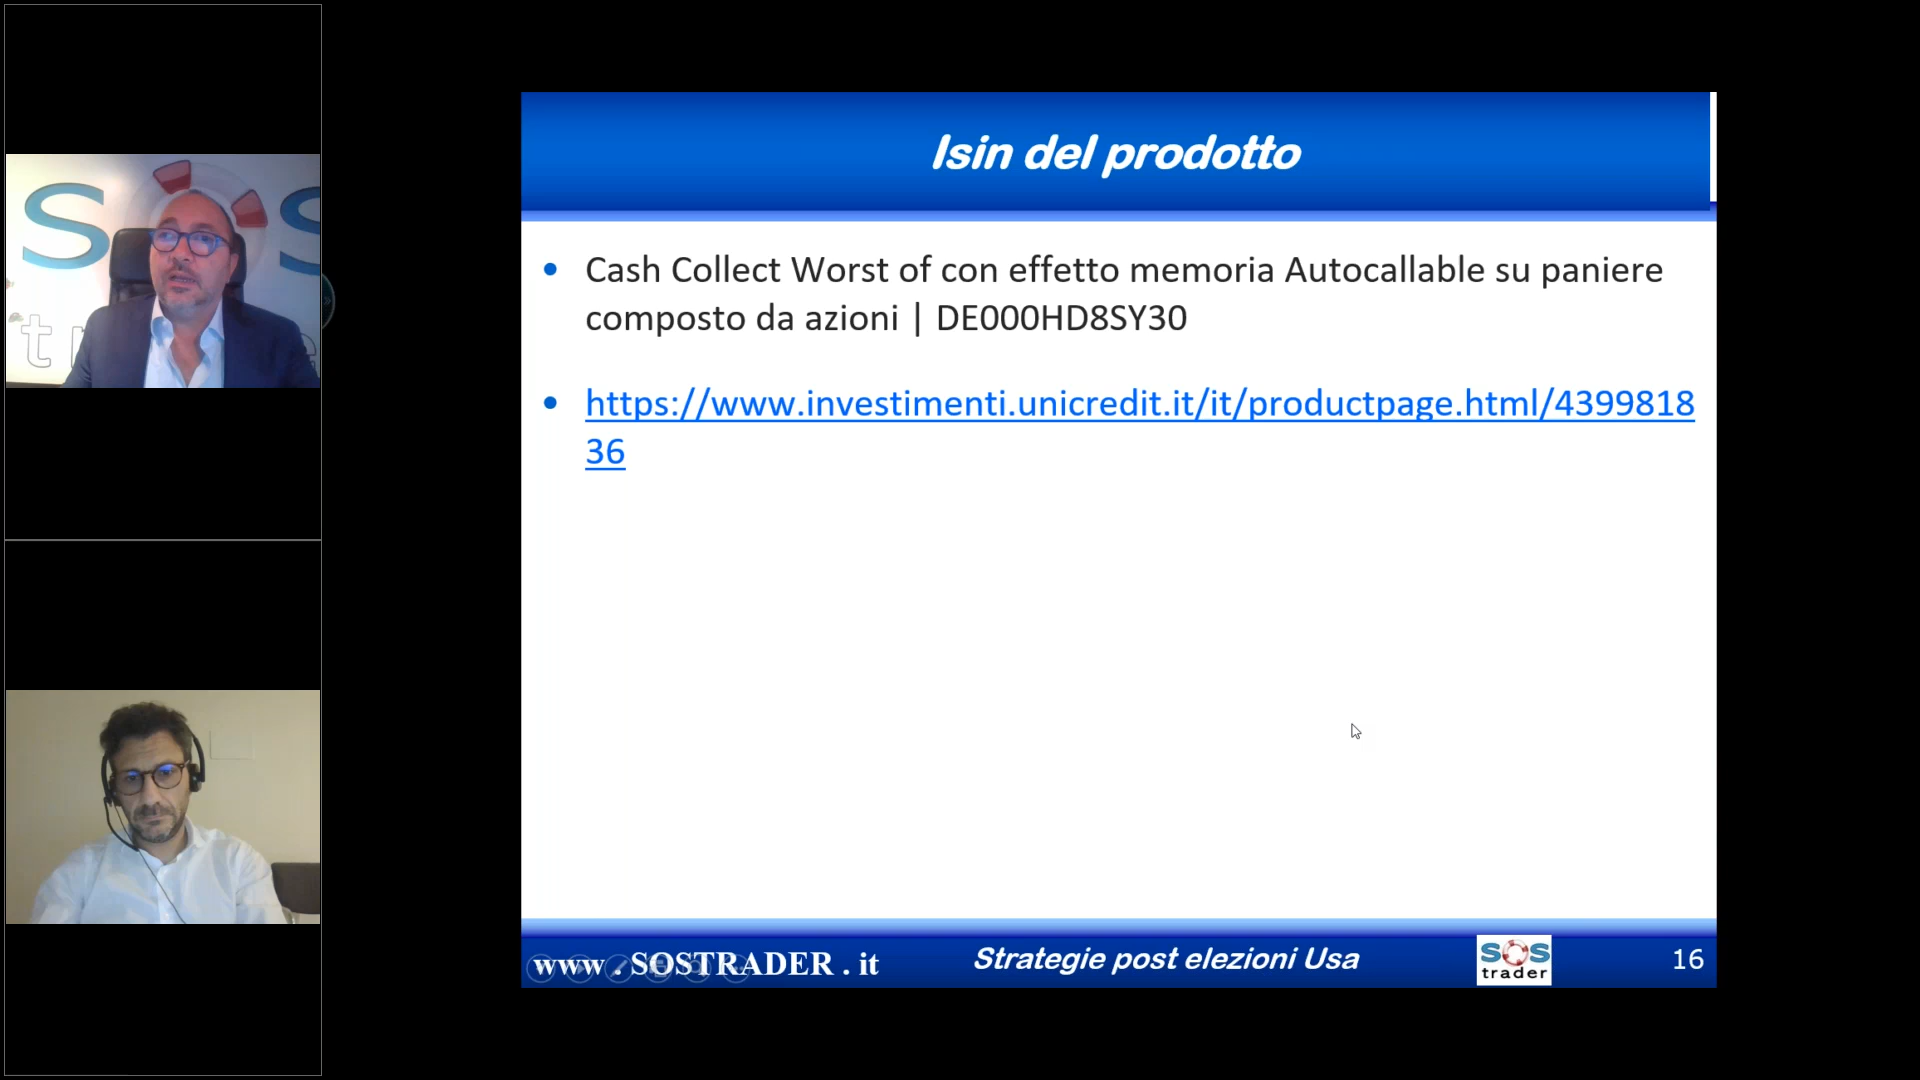 Isin del prodotto
Cash Collect Worst of con effetto memoria Autocallable su paniere
composto da azioni | DE000HD8SY30
https://www.investimenti.unicredit.it/it/productpage.html/4399818
36
www . SOSTRADER . it
Strategie post elezioni Usa
SOS
trader
16
S S
t